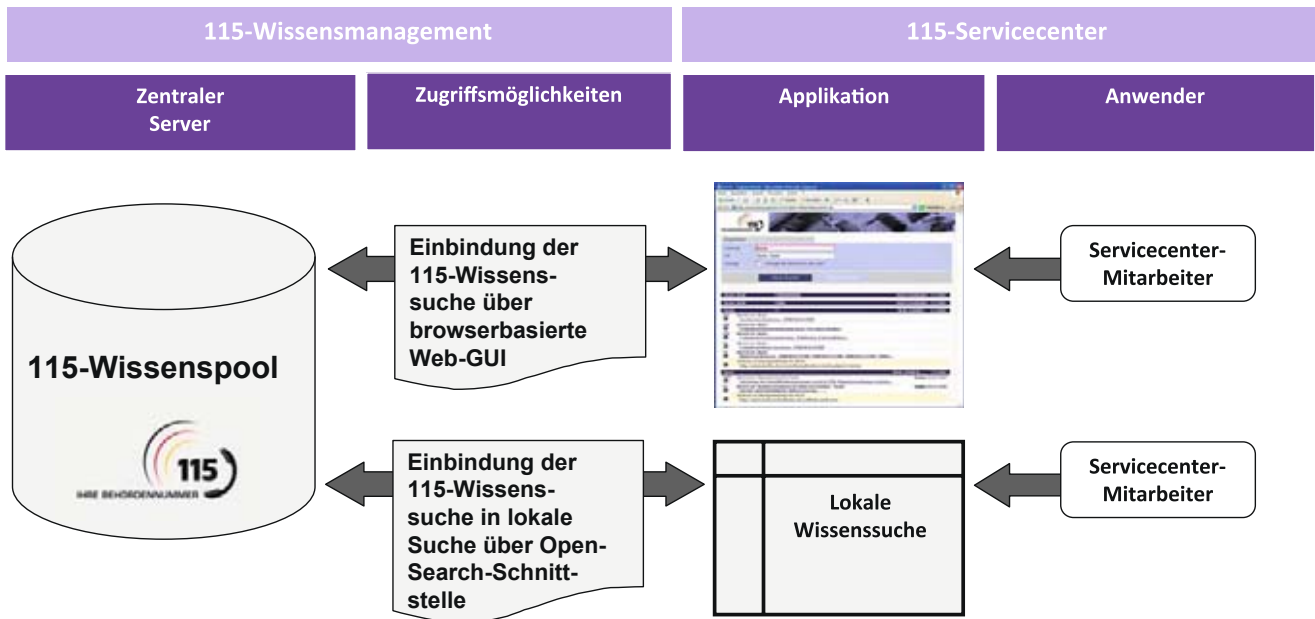 115-Wissensmanagement
115-Servicecenter
Zentraler
Server
Zugriffsmöglichkeiten
Applikation
Anwender
115-Wissenspool
115
IHRE BEHÖRDENNUMMER
Einbindung der
115-Wissens-
suche über
browserbasierte
Web-GUI
Servicecenter-
Mitarbeiter
Einbindung der
115-Wissens-
suche in lokale
Suche über Open-
Search-Schnitt-
stelle
Lokale
Wissenssuche
Servicecenter-
Mitarbeiter